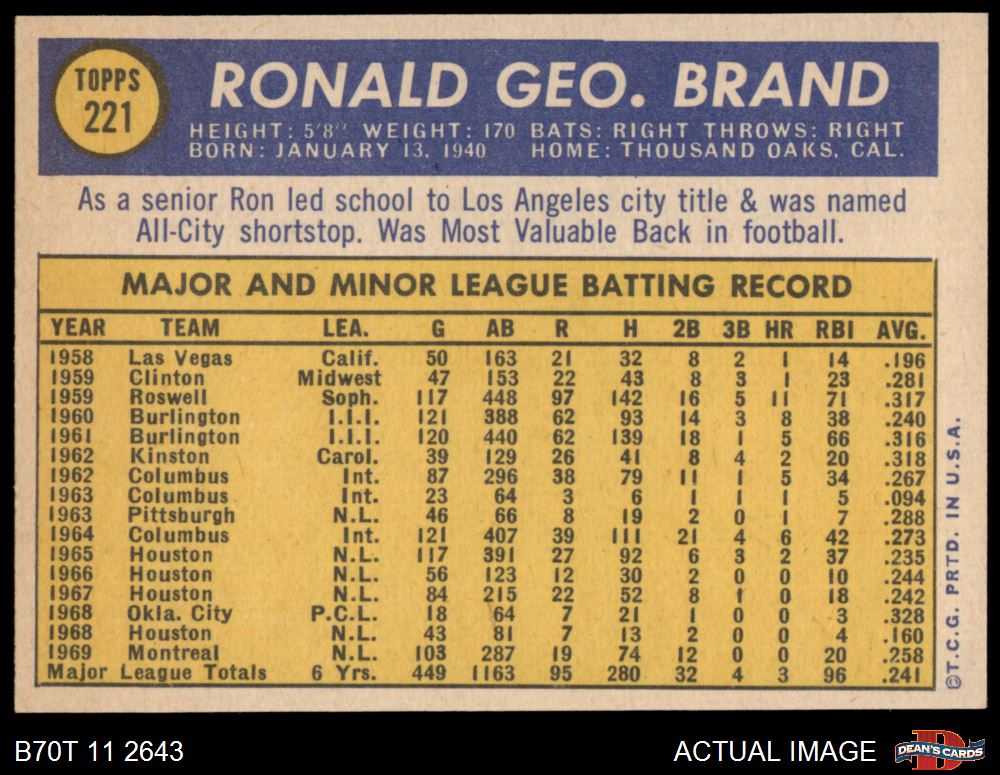 TOPPS
221
RONALD GEO. BRAND
HEIGHT: 5'8" WEIGHT: 170 BATS: RIGHT THROWS: RIGHT
BORN: JANUARY 13, 1940 HOME: THOUSAND OAKS, CAL.
As a senior Ron led school to Los Angeles city title & was named
All-City shortstop. Was Most Valuable Back in football.
MAJOR AND MINOR LEAGUE BATTING RECORD
YEAR TEAM LEA. G AB R H 2B 3B HR RBI AVG.
1958 Las Vegas Calif. 50 163 21 32 8 2 1 14 .196
1959 Clinton Midwest 47 153 22 43 8 3 1 23 .281
1959 Roswell Soph. 117 448 97 142 16 5 11 71 .317
1960 Burlington I.I.I. 121 388 62 93 14 3 8 38 .240
1961 Burlington I.I.I. 120 440 62 139 18 1 5 66 .316
1962 Kinston Carol. 39 129 26 41 8 4 2 20 .318
1962 Columbus Int. 87 296 38 79 11 1 5 34 .267
1963 Columbus Int. 23 64 3 6 1 1 1 5 .094
1963 Pittsburgh N.L. 46 66 8 19 2 0 1 7 .288
1964 Columbus Int. 121 407 39 111 21 4 6 42 .273
1965 Houston N.L. 117 391 27 92 6 3 2 37 .235
1966 Houston N.L. 56 123 12 30 2 0 0 10 .244
1967 Houston N.L. 84 215 22 52 8 1 0 18 .242
1968 Okla. City P.C.L. 18 64 7 21 1 0 0 3 .328
1968 Houston N.L. 43 81 7 13 2 0 0 4 .160
1969 Montreal N.L. 103 287 19 74 12 0 0 20 .258
Major League Totals 6 Yrs. 449 1163 95 280 32 4 3 96 .241
©T.C.G. PRTD. IN U.S.A.
B70T 11 2643
ACTUAL IMAGE
D
DEAN'S CARDS